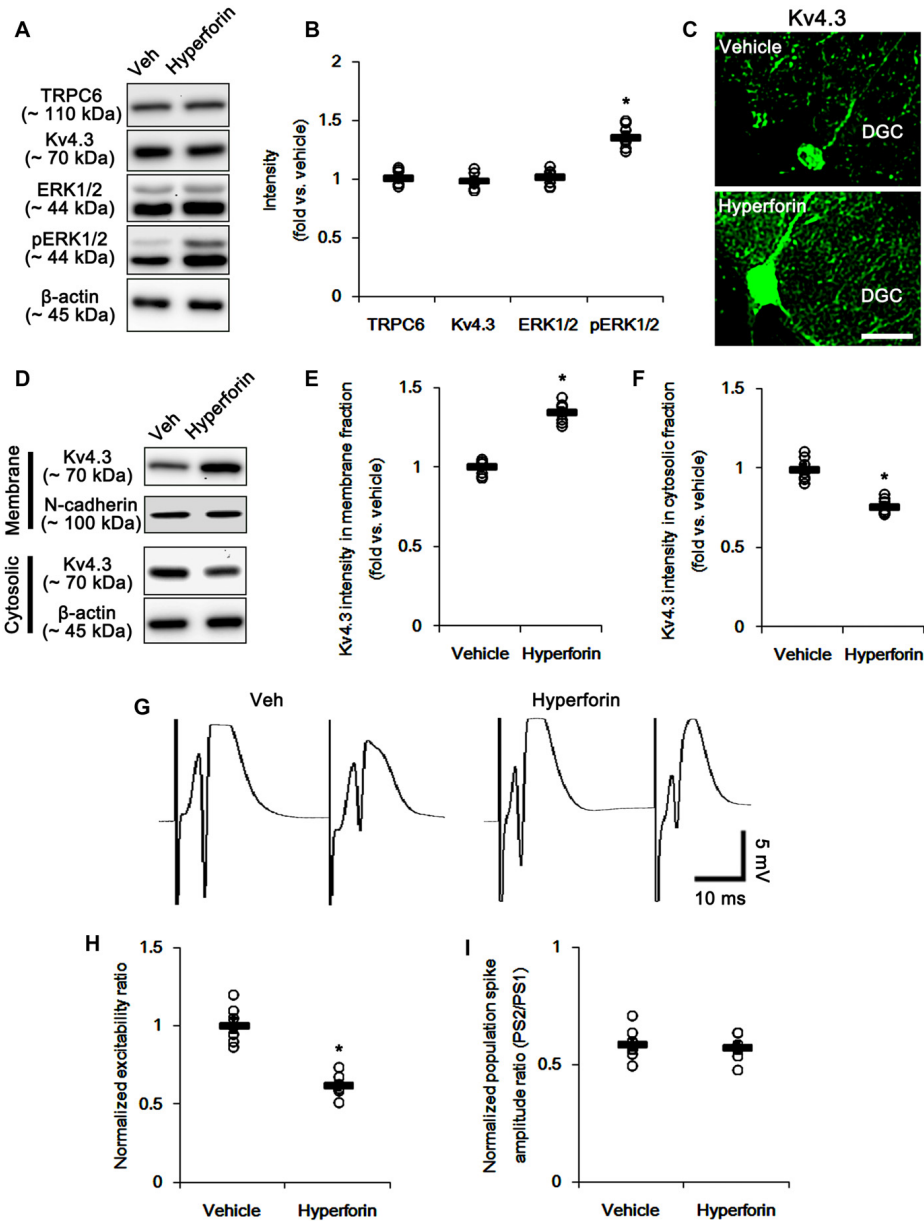 A
Veh
Hyperforin
TRPC6
(~ 110 kDa)
Kv4.3
(~ 70 kDa)
ERK1/2
(~ 44 kDa)
pERK1/2
(~ 44 kDa)
β-actin
(~ 45 kDa)
B
2
1.5
1
0.5
0
Intensity
(fold vs. vehicle)
*
TRPC6
Kv4.3
ERK1/2
pERK1/2
C
Kv4.3
Vehicle
DGC
Hyperforin
DGC
D
Veh
Hyperforin
Membrane
Kv4.3
(~ 70 kDa)
N-cadherin
(~ 100 kDa)
Cytosolic
Kv4.3
(~ 70 kDa)
β-actin
(~ 45 kDa)
E
1.5
1
0.5
0
Kv4.3 intensity in membrane fraction
(fold vs. vehicle)
*
Vehicle
Hyperforin
F
1.5
1
0.5
0
Kv4.3 intensity in cytosolic fraction
(fold vs. vehicle)
*
Vehicle
Hyperforin
G
Veh
Hyperforin
5 mV
10 ms
H
1.5
1
0.5
0
Normalized excitability ratio
*
Vehicle
Hyperforin
I
1
0.5
0
Normalized population spike
amplitude ratio (PS2/PS1)
Vehicle
Hyperforin